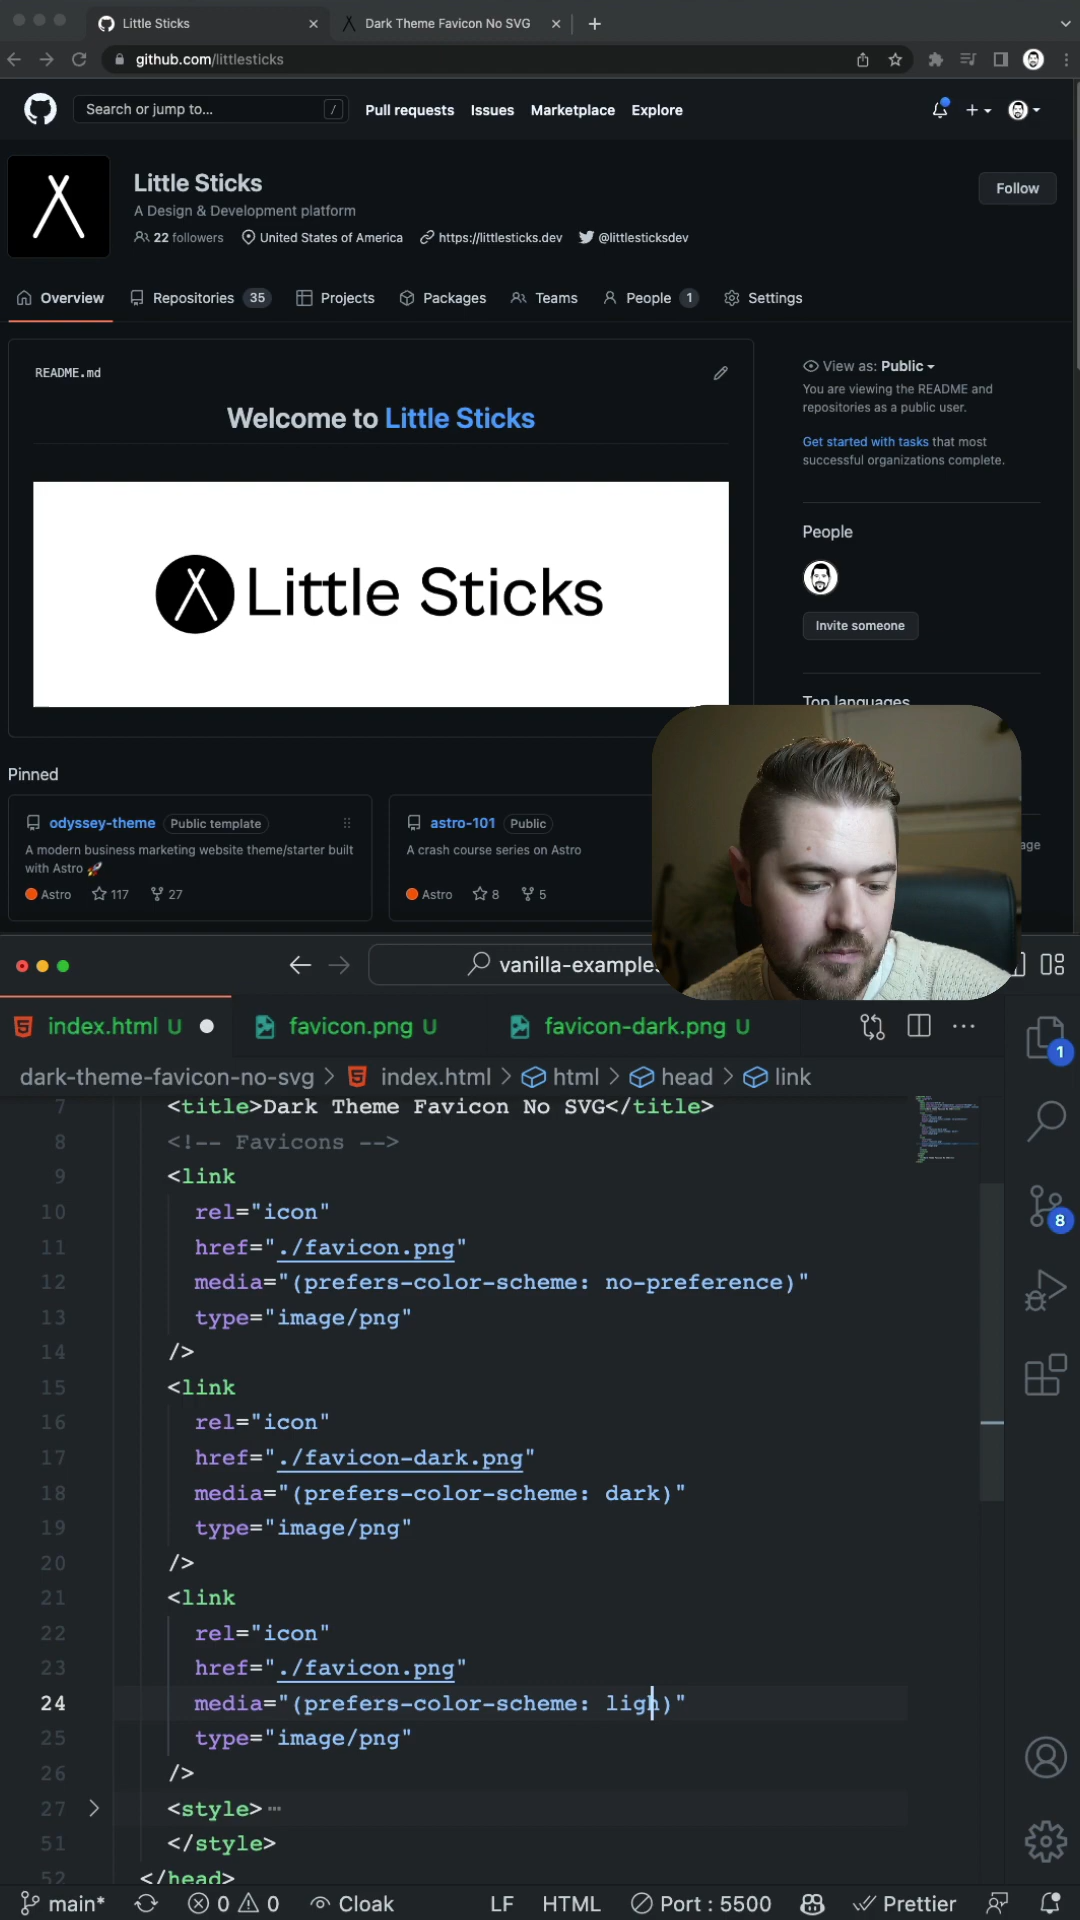 Little Sticks
Dark Theme Favicon No SVG
github.com/littlesticks
Search or jump to... /
Pull requests Issues Marketplace Explore
Little Sticks
Follow
A Design & Development platform
22 followers United States of America https://littlesticks.dev @littlesticksdev
Overview Repositories 35 Projects Packages Teams People 1 Settings
README.md
View as: Public
You are viewing the README and
repositories as a public user.
Welcome to Little Sticks
Get started with tasks that most
successful organizations complete.
Little Sticks
People
Invite someone
Top languages
Pinned
odyssey-theme Public template
A modern business marketing website theme/starter built
with Astro 🚀
Astro 117 27
astro-101 Public
A crash course series on Astro
Astro 8 5
age
vanilla-examples
index.html U favicon.png U favicon-dark.png U
dark-theme-favicon-no-svg > index.html > html > head > link
7 <title>Dark Theme Favicon No SVG</title>
8 <!-- Favicons -->
9 <link
10 rel="icon"
11 href="./favicon.png"
12 media="(prefers-color-scheme: no-preference)"
13 type="image/png"
14 />
15 <link
16 rel="icon"
17 href="./favicon-dark.png"
18 media="(prefers-color-scheme: dark)"
19 type="image/png"
20 />
21 <link
22 rel="icon"
23 href="./favicon.png"
24 media="(prefers-color-scheme: ligh)"
25 type="image/png"
26 />
27 <style>
51 </style>
52 </head>
1
8
main* 0 0 Cloak LF HTML Port : 5500 Prettier